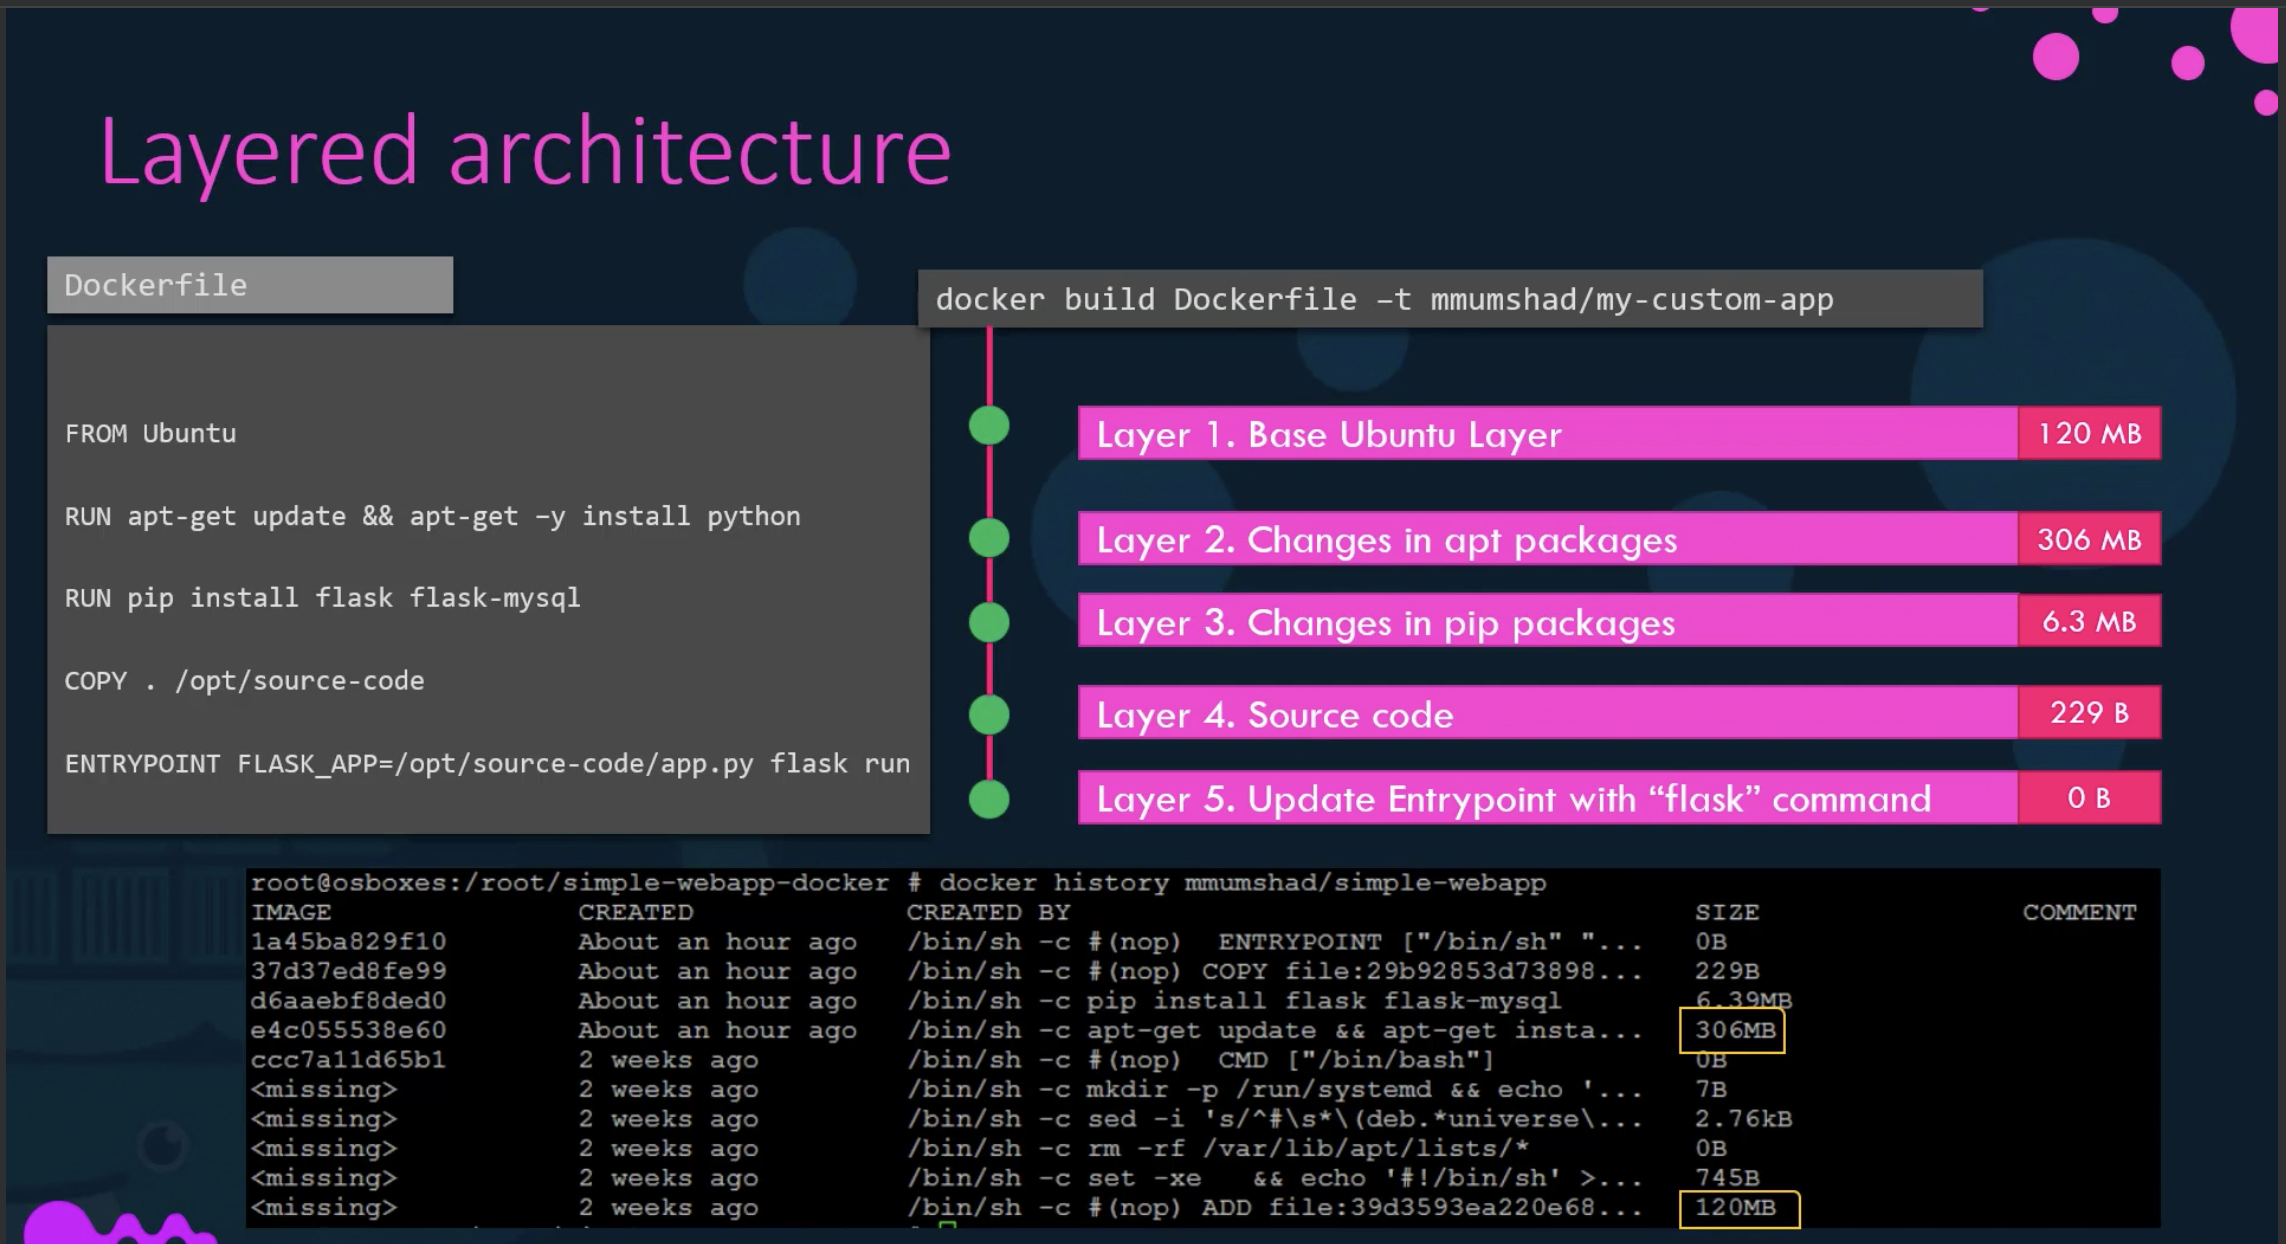 Layered architecture
Dockerfile
FROM Ubuntu
RUN apt-get update && apt-get –y install python
RUN pip install flask flask-mysql
COPY . /opt/source-code
ENTRYPOINT FLASK_APP=/opt/source-code/app.py flask run
docker build Dockerfile –t mmumshad/my-custom-app
Layer 1. Base Ubuntu Layer 120 MB
Layer 2. Changes in apt packages 306 MB
Layer 3. Changes in pip packages 6.3 MB
Layer 4. Source code 229 B
Layer 5. Update Entrypoint with “flask” command 0 B
root@osboxes:/root/simple-webapp-docker # docker history mmumshad/simple-webapp
IMAGE CREATED CREATED BY SIZE COMMENT
1a45ba829f10 About an hour ago /bin/sh -c #(nop)  ENTRYPOINT ["/bin/sh" "... 0B
37d37ed8fe99 About an hour ago /bin/sh -c #(nop) COPY file:29b92853d73898... 229B
d6aaebf8ded0 About an hour ago /bin/sh -c pip install flask flask-mysql 6.39MB
e4c055538e60 About an hour ago /bin/sh -c apt-get update && apt-get insta... 306MB
ccc7a11d65b1 2 weeks ago /bin/sh -c #(nop)  CMD ["/bin/bash"] 0B
<missing> 2 weeks ago /bin/sh -c mkdir -p /run/systemd && echo '... 7B
<missing> 2 weeks ago /bin/sh -c sed -i 's/^#\s*\(deb.*universe\... 2.76kB
<missing> 2 weeks ago /bin/sh -c rm -rf /var/lib/apt/lists/* 0B
<missing> 2 weeks ago /bin/sh -c set -xe   && echo '#!/bin/sh' >... 745B
<missing> 2 weeks ago /bin/sh -c #(nop) ADD file:39d3593ea220e68... 120MB